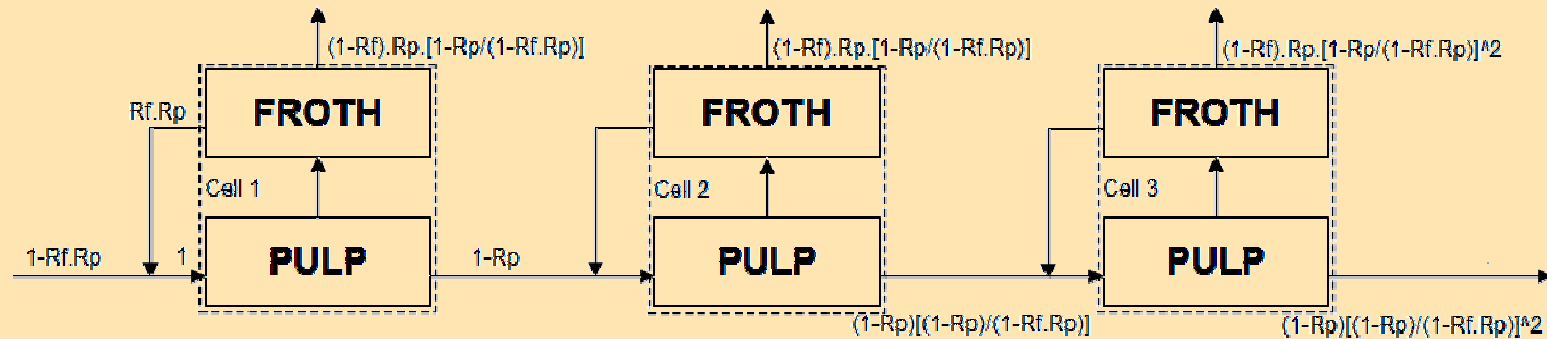 (1-Rf).Rp.[1-Rp/(1-Rf.Rp)]
(1-Rf).Rp.[1-Rp/(1-Rf.Rp)]
(1-Rf).Rp.[1-Rp/(1-Rf.Rp)]^2
Rf.Rp
FROTH
FROTH
FROTH
Cell 1
Cell 2
Cell 3
1-Rf.Rp
1
PULP
1-Rp
PULP
PULP
(1-Rp)[(1-Rp)/(1-Rf.Rp)]
(1-Rp)[(1-Rp)/(1-Rf.Rp)]^2